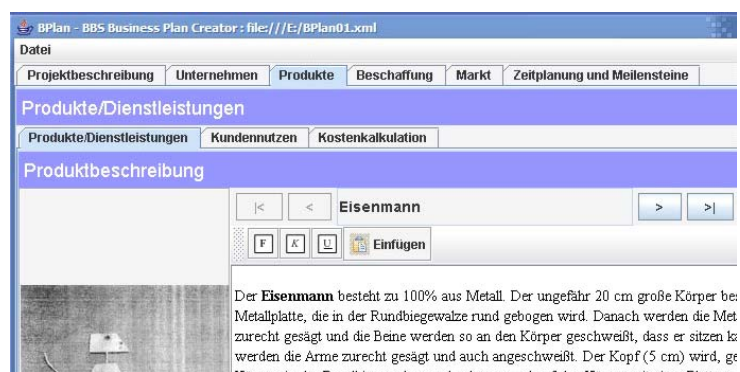 BPlan - BBS Business Plan Creator : file:///E:/BPlan01.xml
Datei
Projektbeschreibung Unternehmen Produkte Beschaffung Markt Zeitplanung und Meilensteine
Produkte/Dienstleistungen
Produkte/Dienstleistungen Kundennutzen Kostenkalkulation
Produktbeschreibung
|< < Eisenmann > >|
F K U Einfügen
Der Eisenmann besteht zu 100% aus Metall. Der ungefähr 20 cm große Körper bes
Metallplatte, die in der Rundbiegewalze rund gebogen wird. Danach werden die Met
zurecht gesägt und die Beine werden so an den Körper geschweißt, dass er sitzen ka
werden die Arme zurecht gesägt und auch angeschweißt. Der Kopf (5 cm) wird, ge